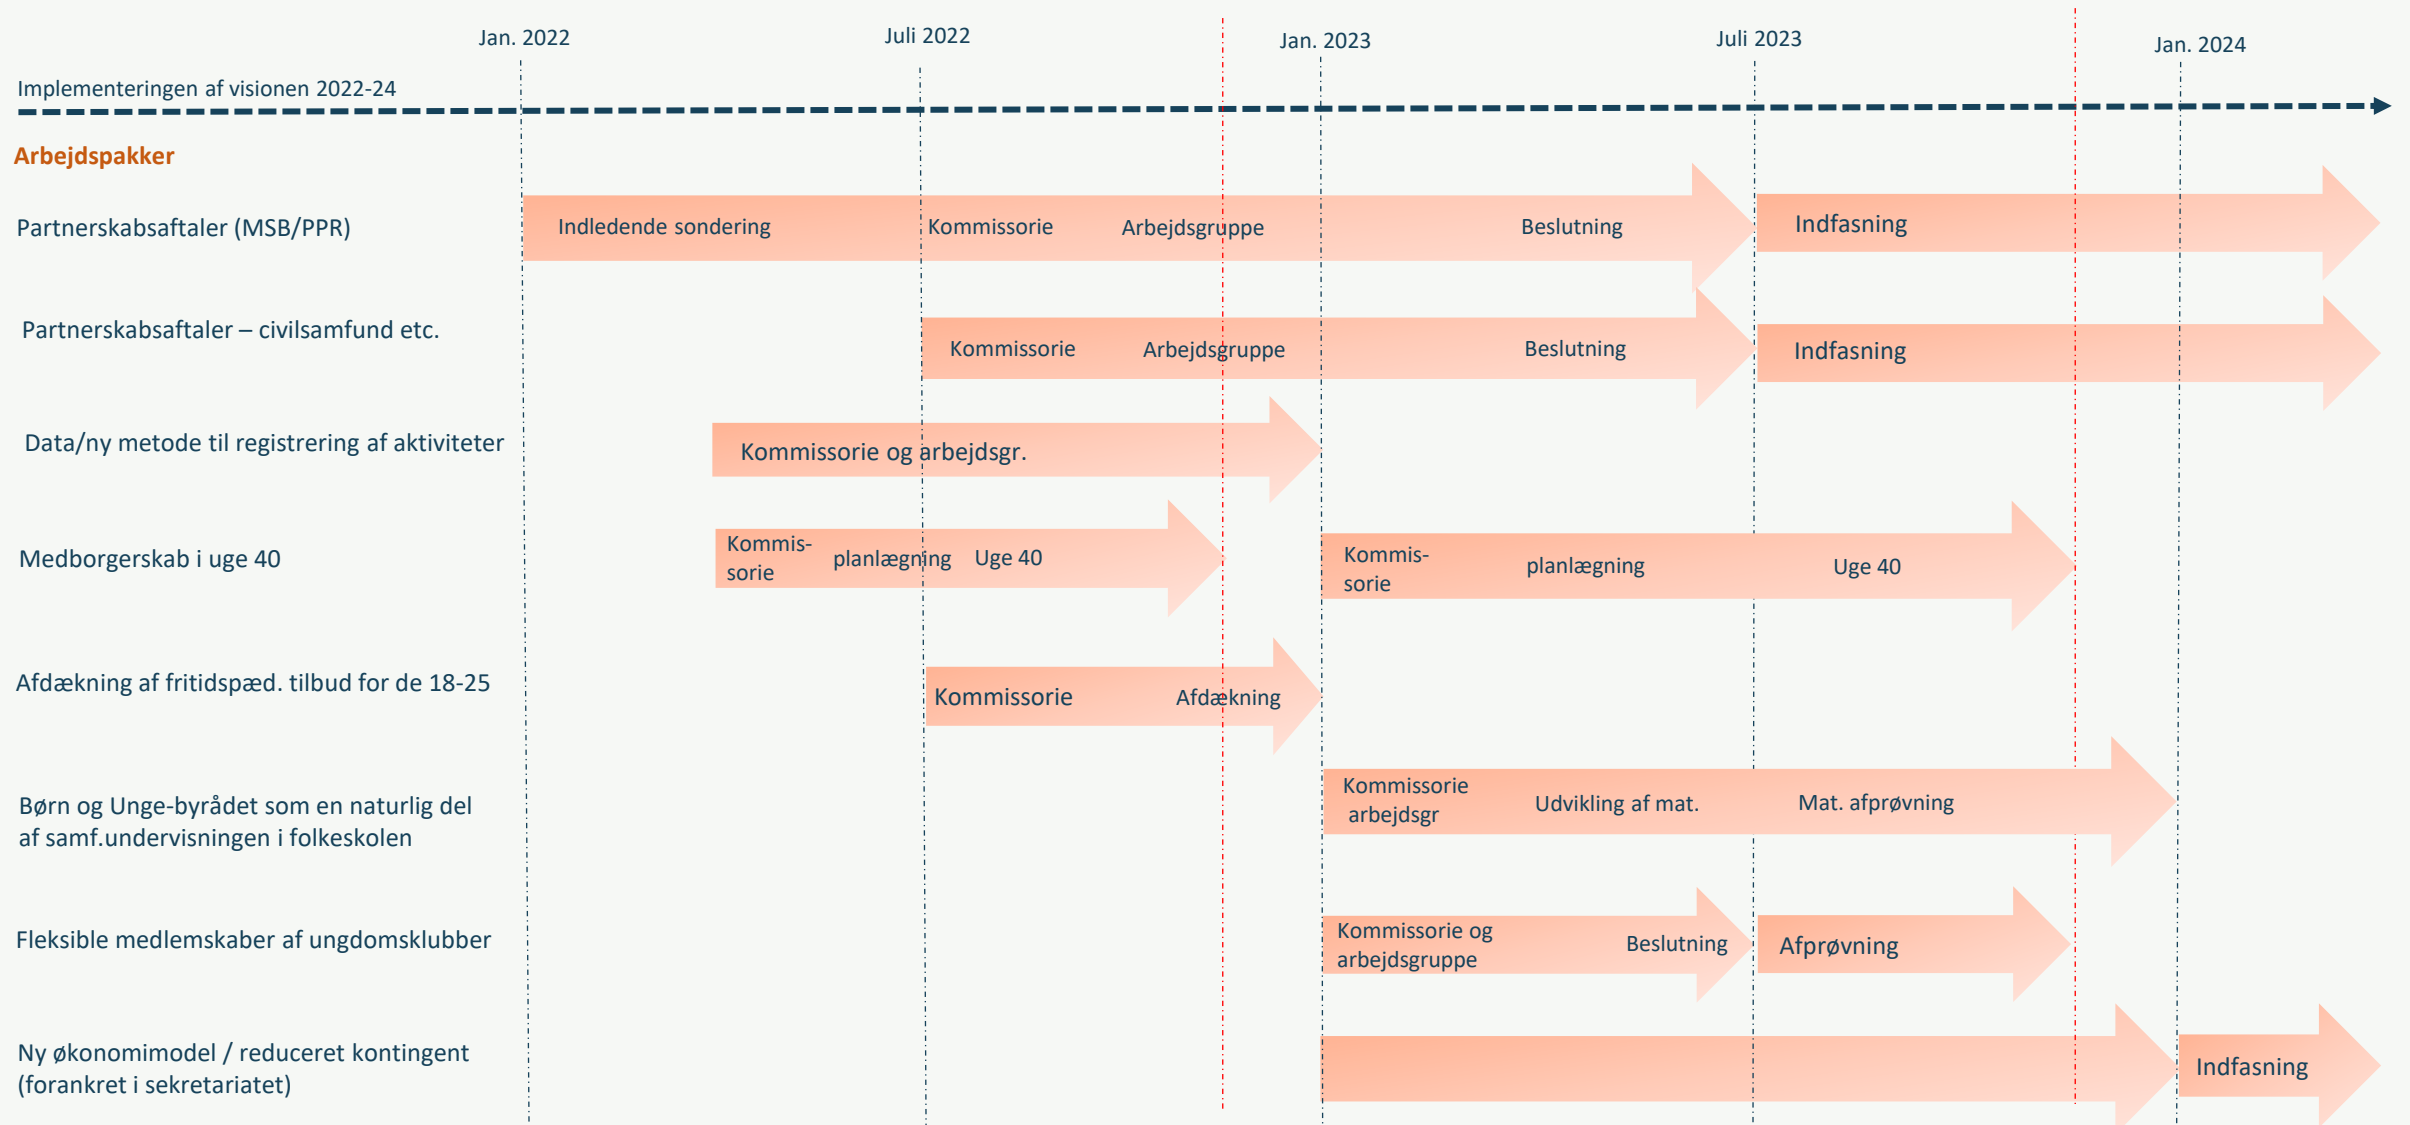 Jan. 2022
Juli 2022
Jan. 2023
Juli 2023
Jan. 2024
Implementeringen af visionen 2022-24
Arbejdspakker
Partnerskabsaftaler (MSB/PPR)
Indledende sondering
Kommissorie
Arbejdsgruppe
Beslutning
Indfasning
Partnerskabsaftaler – civilsamfund etc.
Kommissorie
Arbejdsgruppe
Beslutning
Indfasning
Data/ny metode til registrering af aktiviteter
Kommissorie og arbejdsgr.
Medborgerskab i uge 40
Kommis-
sorie
planlægning
Uge 40
Kommis-
sorie
planlægning
Uge 40
Afdækning af fritidspæd. tilbud for de 18-25
Kommissorie
Afdækning
Børn og Unge-byrådet som en naturlig del
af samf.undervisningen i folkeskolen
Kommissorie
arbejdsgr
Udvikling af mat.
Mat. afprøvning
Fleksible medlemskaber af ungdomsklubber
Kommissorie og
arbejdsgruppe
Beslutning
Afprøvning
Ny økonomimodel / reduceret kontingent
(forankret i sekretariatet)
Indfasning